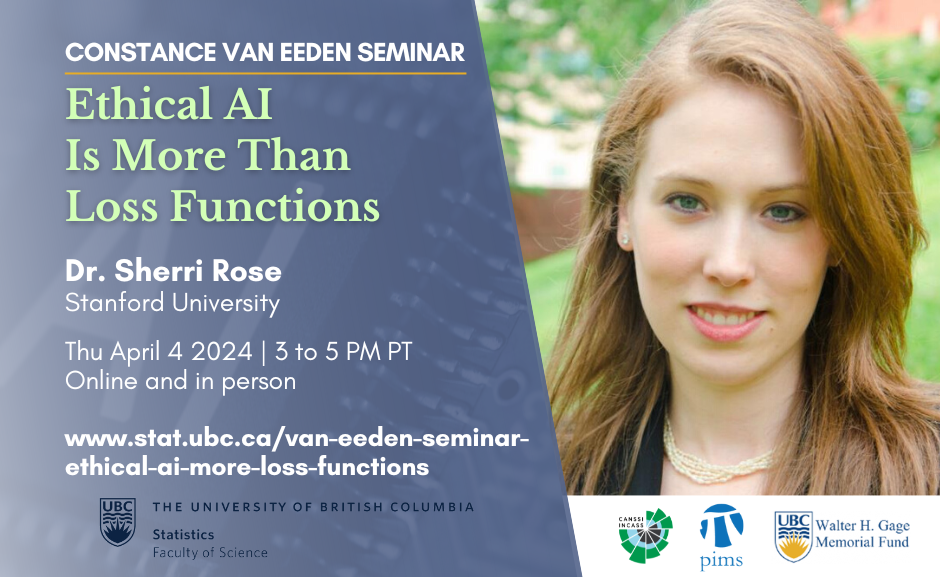 CONSTANCE VAN EEDEN SEMINAR
Ethical AI
Is More Than
Loss Functions
Dr. Sherri Rose
Stanford University
Thu April 4 2024 | 3 to 5 PM PT
Online and in person
www.stat.ubc.ca/van-eeden-seminar-
ethical-ai-more-loss-functions
UBC
THE UNIVERSITY OF BRITISH COLUMBIA
Statistics
Faculty of Science
CANSSI
INCASS
pims
UBC
Walter H. Gage
Memorial Fund
AI